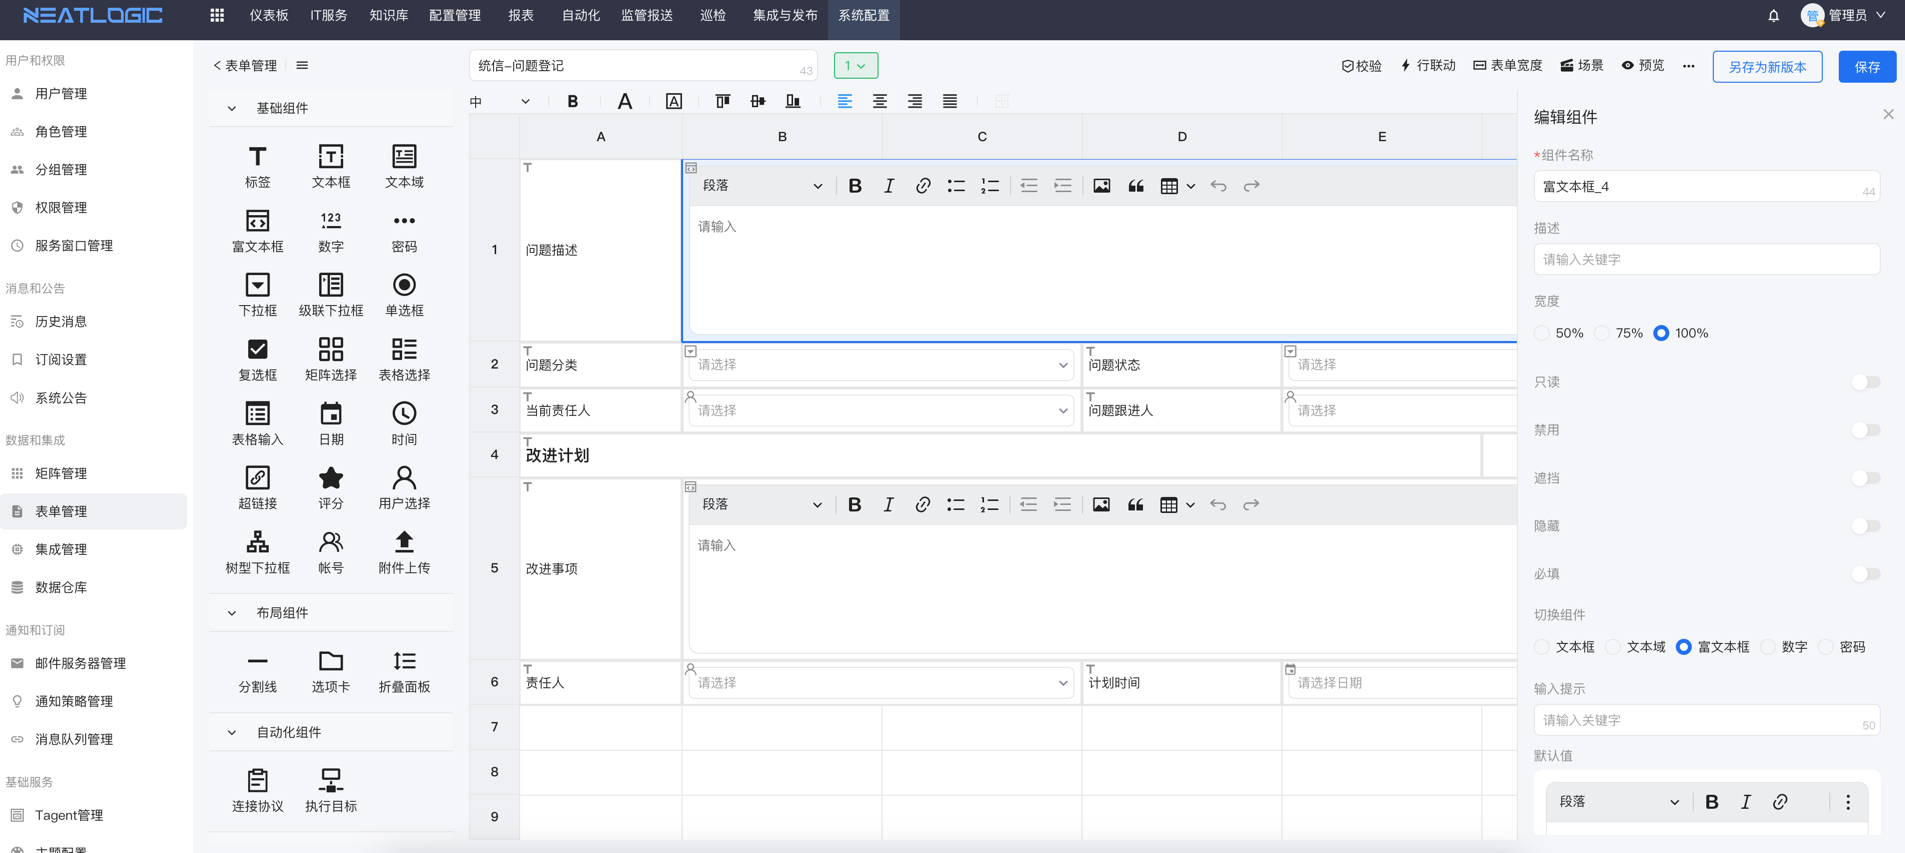 NEATLOGIC
仪表板 IT服务 知识库 配置管理 报表 自动化 监管报送 巡检 集成与发布 系统配置
管 管理员
用户和权限
用户管理
角色管理
分组管理
权限管理
服务窗口管理
消息和公告
历史消息
订阅设置
系统公告
数据和集成
矩阵管理
表单管理
集成管理
数据仓库
通知和订阅
邮件服务器管理
通知策略管理
消息队列管理
基础服务
Tagent管理
主题配置
表单管理
基础组件
标签 文本框 文本域
富文本框 数字 密码
下拉框 级联下拉框 单选框
复选框 矩阵选择 表格选择
表格输入 日期 时间
超链接 评分 用户选择
树型下拉框 帐号 附件上传
布局组件
分割线 选项卡 折叠面板
自动化组件
连接协议 执行目标
统信-问题登记 43 1
校验 行联动 表单宽度 场景 预览 另存为新版本 保存
中 B A A
A B C D E
1 问题描述
段落 B I
请输入
2 问题分类 请选择 问题状态 请选择
3 当前责任人 请选择 问题跟进人 请选择
4 改进计划
5 改进事项
段落 B I
请输入
6 责任人 请选择 计划时间 请选择日期
7
8
9
编辑组件
*组件名称
富文本框_4 44
描述
请输入关键字
宽度
50% 75% 100%
只读
禁用
遮挡
隐藏
必填
切换组件
文本框 文本域 富文本框 数字 密码
输入提示
请输入关键字 50
默认值
段落 B I